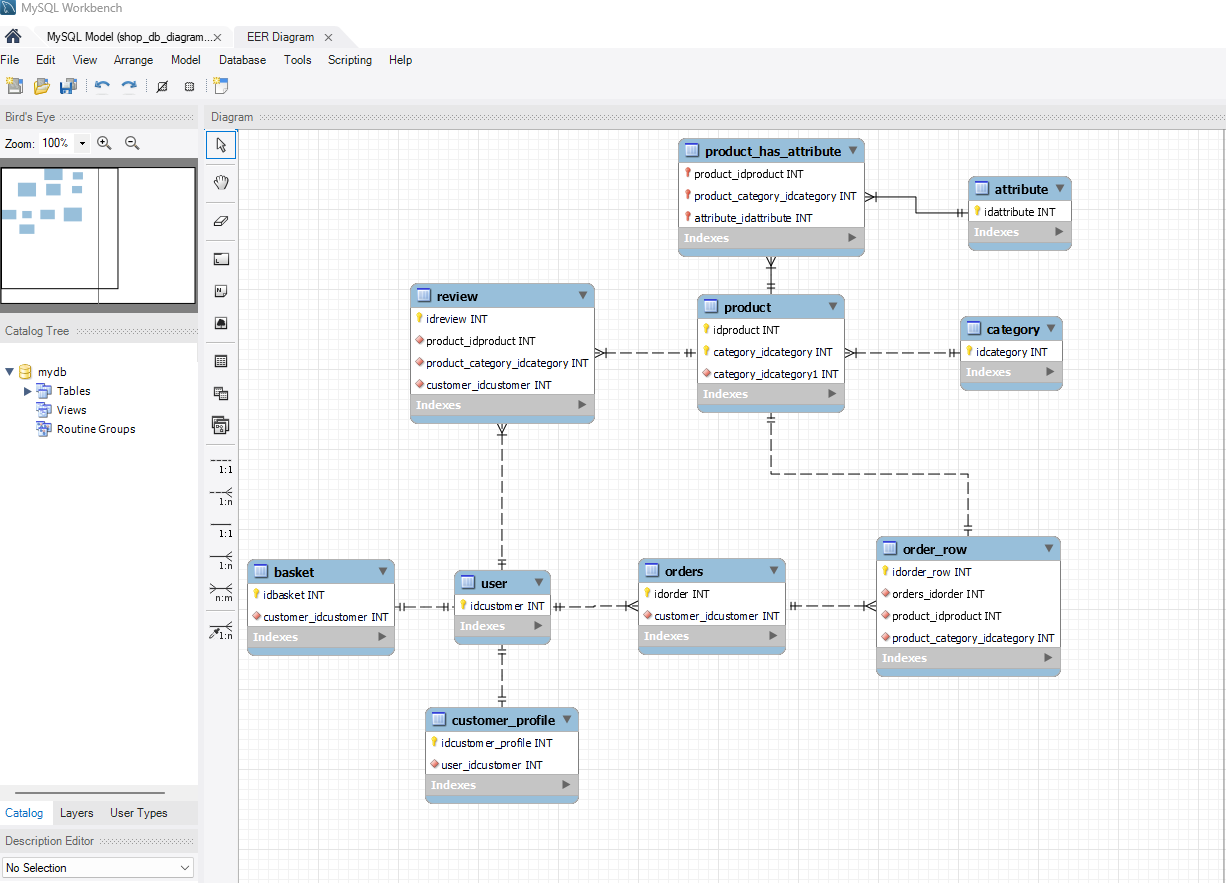 MySQL Workbench
MySQL Model (shop_db_diagram... ×
EER Diagram ×
File Edit View Arrange Model Database Tools Scripting Help
Bird's Eye
Zoom: 100%
Diagram
product_has_attribute
product_idproduct INT
product_category_idcategory INT
attribute_idattribute INT
Indexes
attribute
idattribute INT
Indexes
review
idreview INT
product_idproduct INT
product_category_idcategory INT
customer_idcustomer INT
Indexes
product
idproduct INT
category_idcategory INT
category_idcategory1 INT
Indexes
category
idcategory INT
Indexes
Catalog Tree
mydb
Tables
Views
Routine Groups
1:1
1:n
1:1
1:n
n:m
1:n
basket
idbasket INT
customer_idcustomer INT
Indexes
user
idcustomer INT
Indexes
orders
idorder INT
customer_idcustomer INT
Indexes
order_row
idorder_row INT
orders_idorder INT
product_idproduct INT
product_category_idcategory INT
Indexes
customer_profile
idcustomer_profile INT
user_idcustomer INT
Indexes
Catalog Layers User Types
Description Editor
No Selection